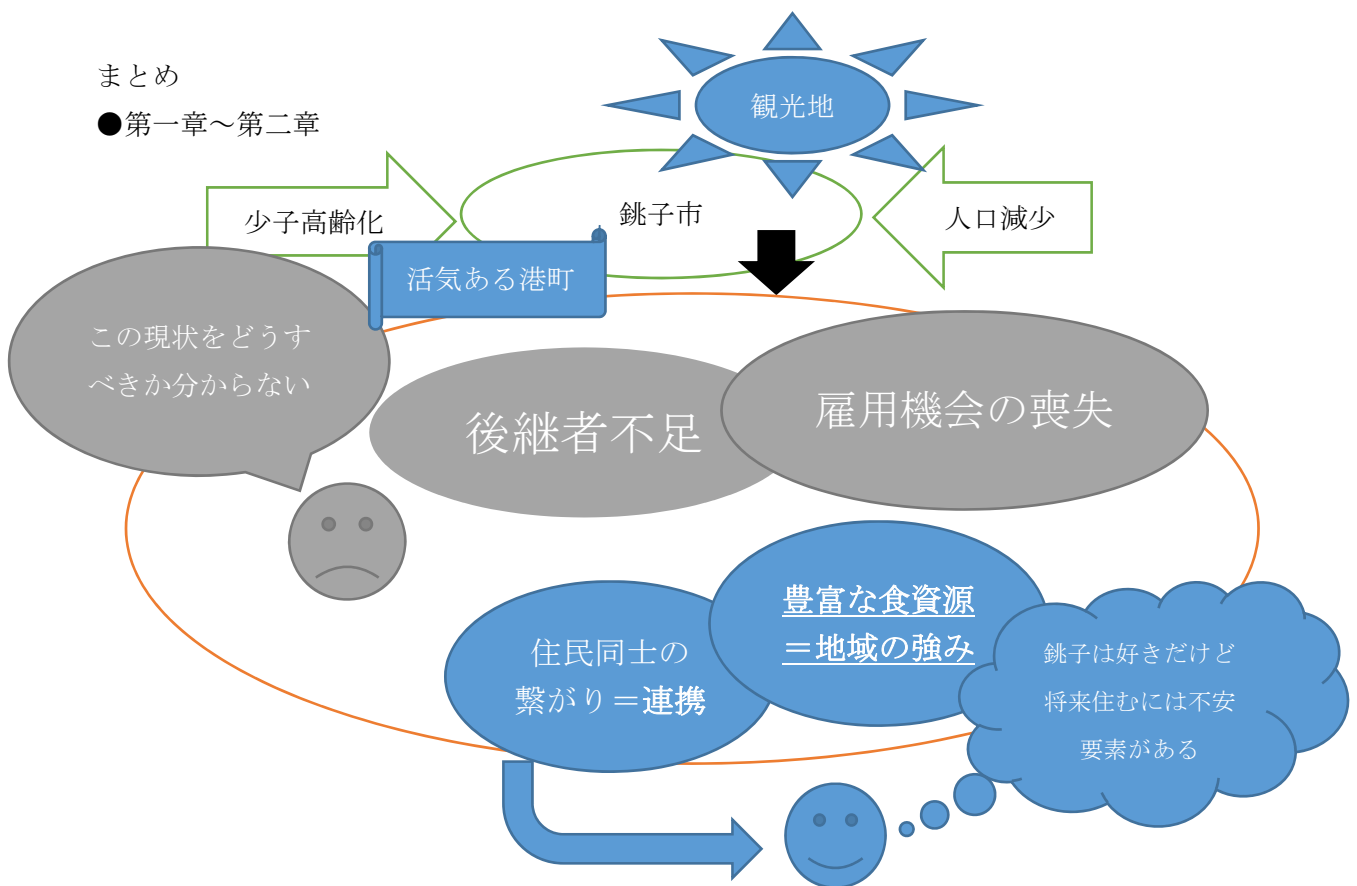 まとめ
●第一章～第二章
観光地
少子高齢化
銚子市
人口減少
活気ある港町
この現状をどうす
べきか分からない
後継者不足
雇用機会の喪失
豊富な食資源
＝地域の強み
住民同士の
繋がり＝連携
銚子は好きだけど
将来住むには不安
要素がある